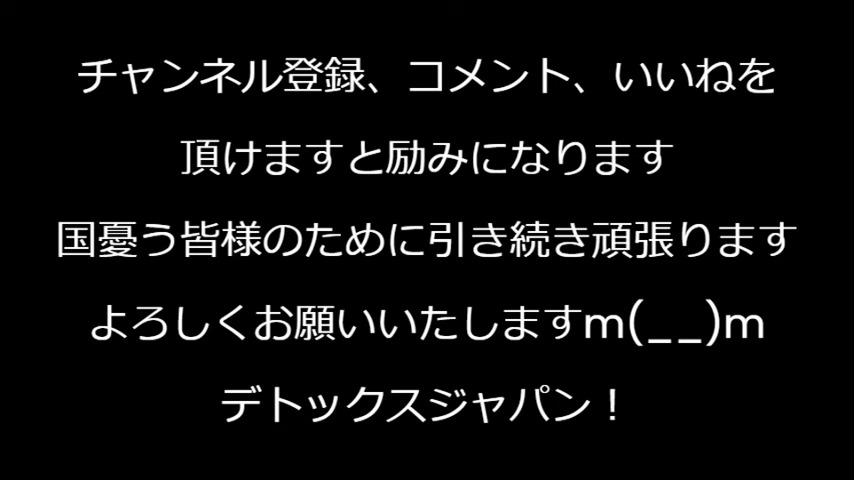 チャンネル登録、コメント、いいねを
頂けますと励みになります
国憂う皆様のために引き続き頑張ります
よろしくお願いいたしますm(__)m
デトックスジャパン！